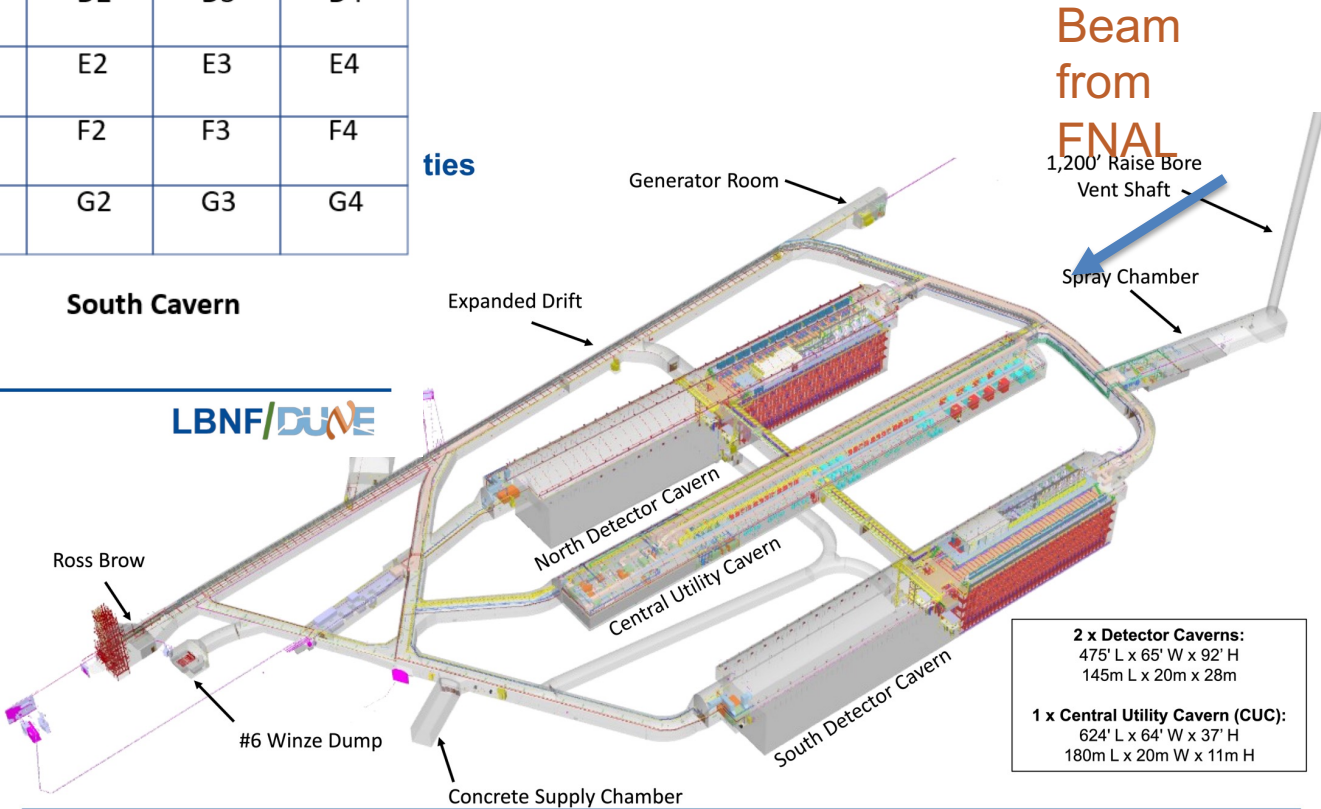 E2 E3 E4
F2 F3 F4
G2 G3 G4
South Cavern
LBNF/DUNE
ties
Beam
from
FNAL
1,200' Raise Bore
Vent Shaft
Generator Room
Spray Chamber
Expanded Drift
North Detector Cavern
Central Utility Cavern
South Detector Cavern
Ross Brow
#6 Winze Dump
Concrete Supply Chamber
2 x Detector Caverns:
475' L x 65' W x 92' H
145m L x 20m x 28m
1 x Central Utility Cavern (CUC):
624' L x 64' W x 37' H
180m L x 20m W x 11m H